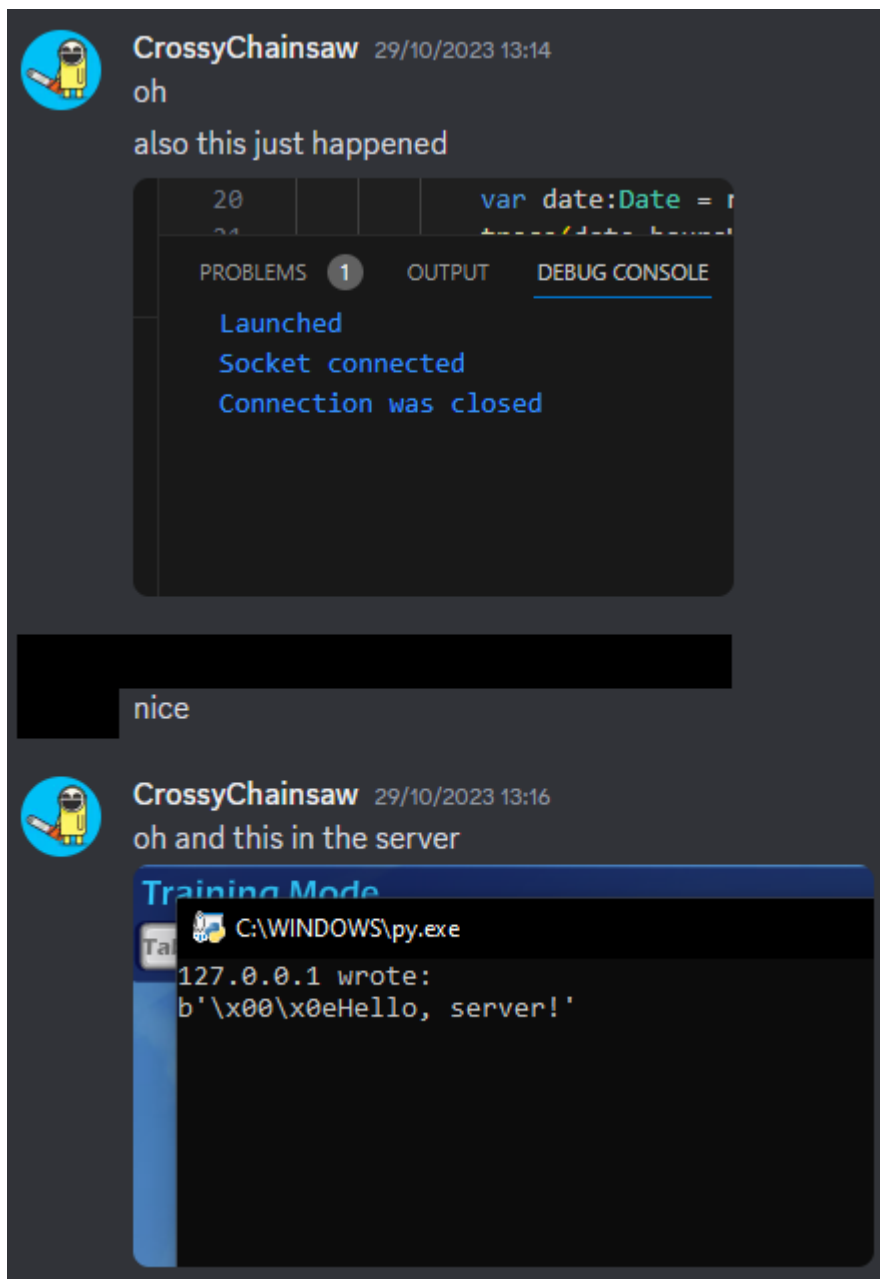 CrossyChainsaw 29/10/2023 13:14
oh
also this just happened
20 var date:Date =
PROBLEMS 1 OUTPUT DEBUG CONSOLE
Launched
Socket connected
Connection was closed
nice
CrossyChainsaw 29/10/2023 13:16
oh and this in the server
Training Mode
C:\WINDOWS\py.exe
127.0.0.1 wrote:
b'\x00\x0eHello, server!'